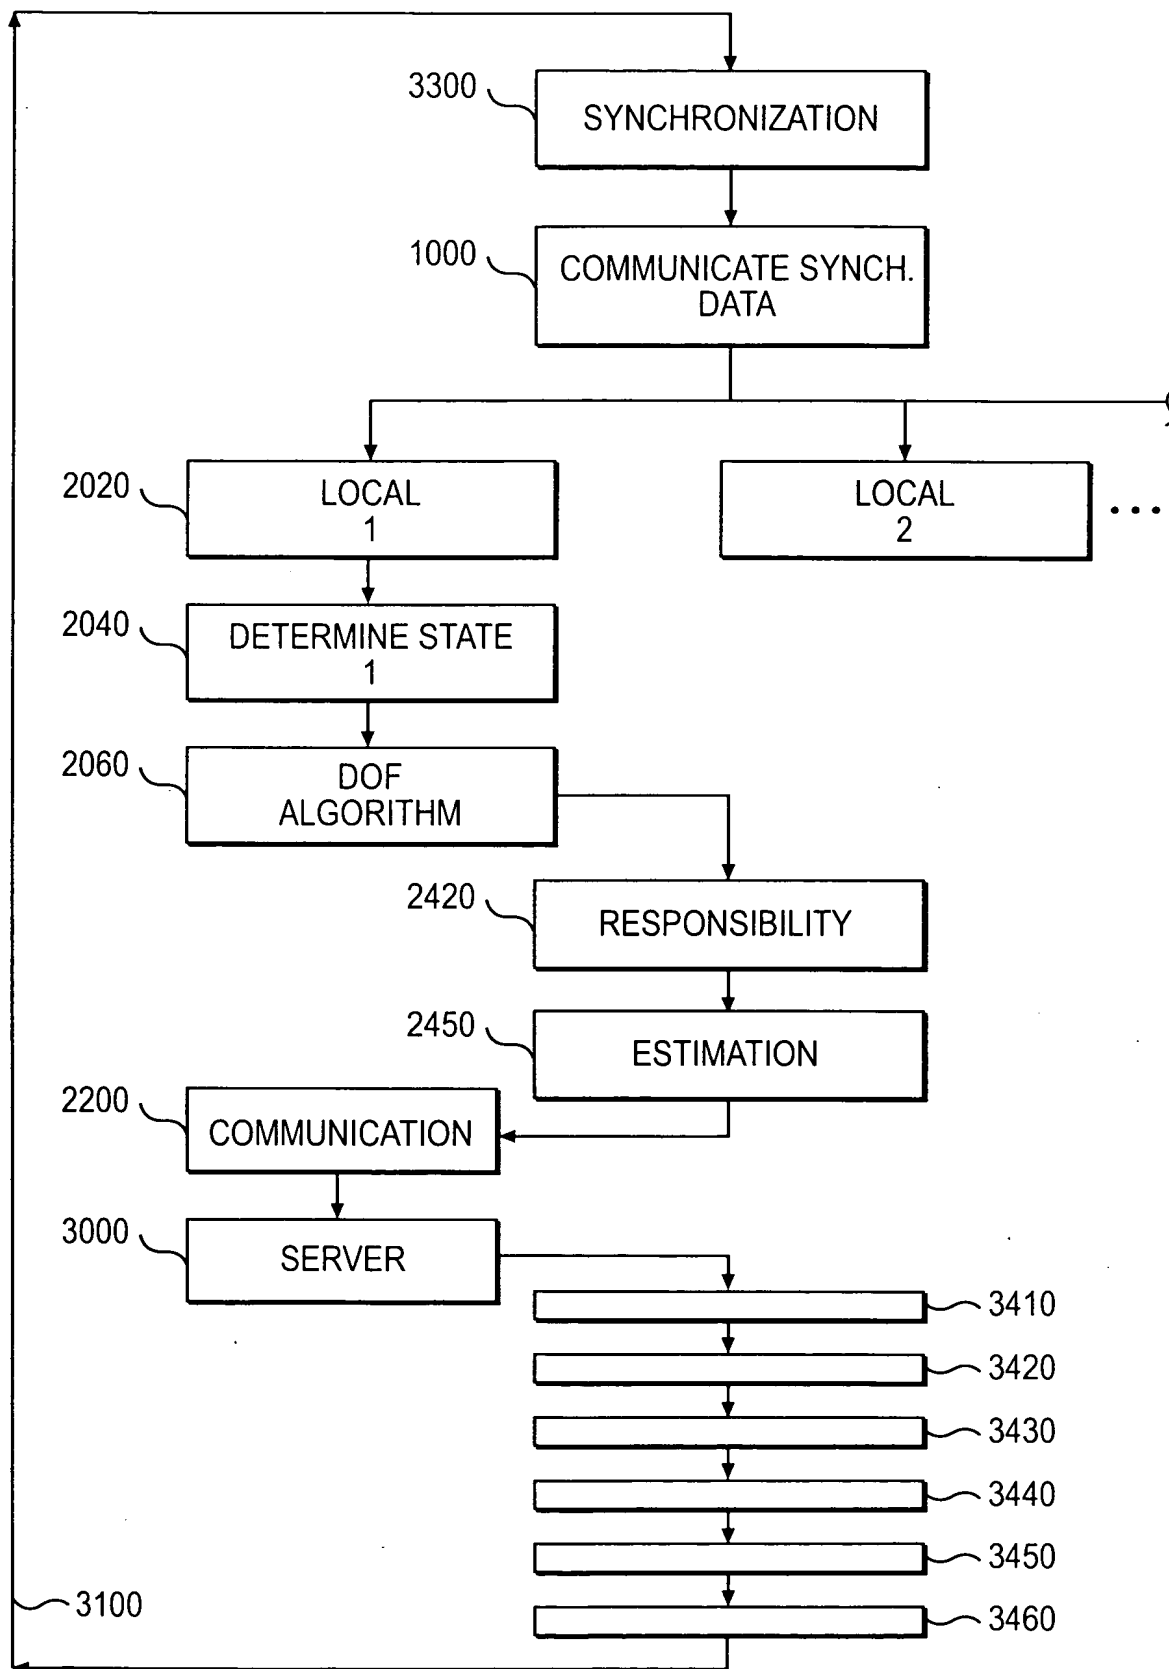 3300
SYNCHRONIZATION
1000
COMMUNICATE SYNCH.
DATA
2020
LOCAL
1
LOCAL
2
...
2040
DETERMINE STATE
1
2060
DOF
ALGORITHM
2420
RESPONSIBILITY
2450
ESTIMATION
2200
COMMUNICATION
3000
SERVER
3410
3420
3430
3440
3450
3100
3460